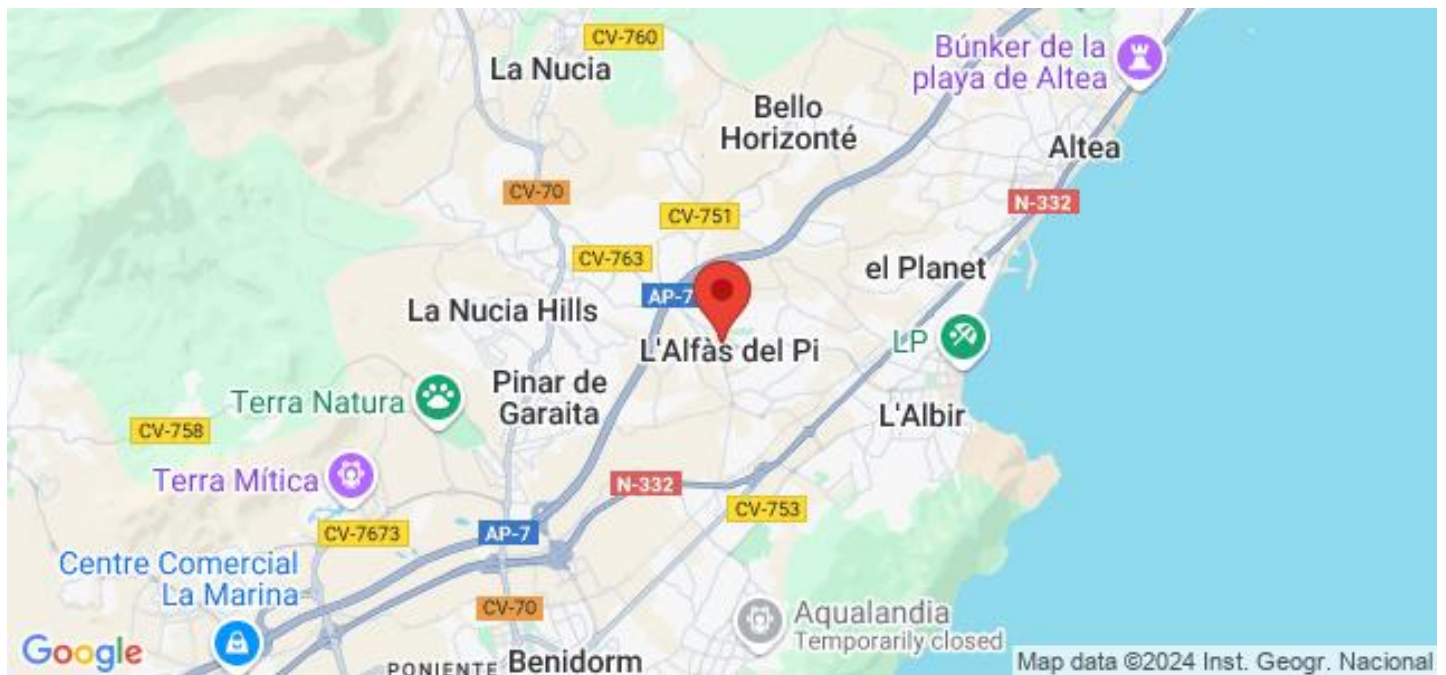 CV-760
La Nucia
Búnker de la
playa de Altea
Bello
Horizonté
Altea
CV-70
N-332
CV-751
CV-763
el Planet
AP-7
La Nucia Hills
LP
L'Alfàs del Pi
Pinar de
Garaita
Terra Natura
L'Albir
CV-758
Terra Mítica
N-332
CV-753
CV-7673
AP-7
Centre Comercial
La Marina
CV-70
Aqualandia
Temporarily closed
Google
PONIENTE
Benidorm
Map data ©2024 Inst. Geogr. Nacional